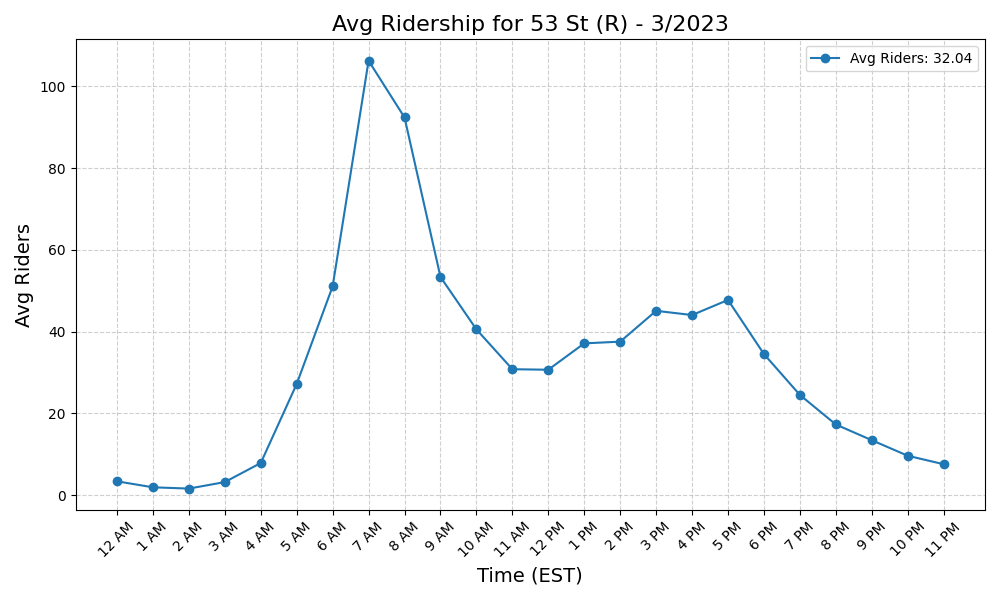 Avg Ridership for 53 St (R) - 3/2023
Avg Riders: 32.04
Avg Riders
100
80
60
40
20
0
12 AM
1 AM
2 AM
3 AM
4 AM
5 AM
6 AM
7 AM
8 AM
9 AM
10 AM
11 AM
12 PM
1 PM
2 PM
3 PM
4 PM
5 PM
6 PM
7 PM
8 PM
9 PM
10 PM
11 PM
Time (EST)